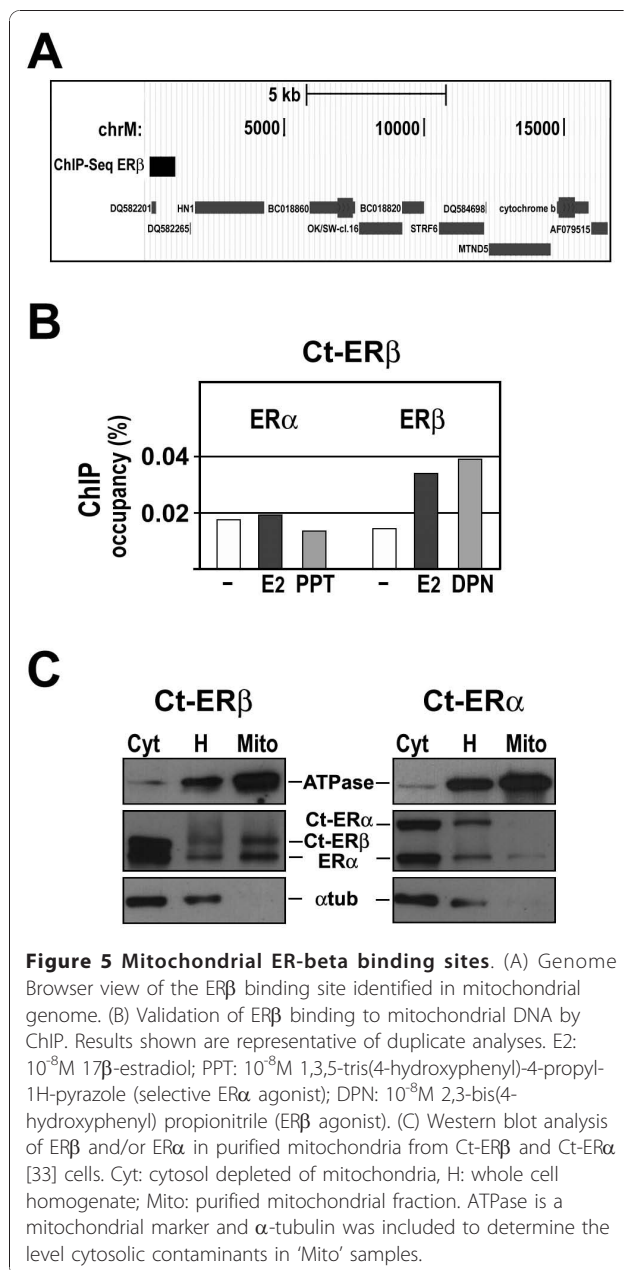 A
5 kb
chrM: 5000 10000 15000
ChIP-Seq ERβ
DQ582201 HN1 BC018860 BC018820 DQ584698 cytochrome b
DQ582265 OK/SW-cl.16 STRF6 AF079515
MTND5
B
Ct-ERβ
ERα ERβ
ChIP occupancy (%)
0.04
0.02
– E2 PPT – E2 DPN
C
Ct-ERβ Ct-ERα
Cyt H Mito Cyt H Mito
ATPase
Ct-ERα
Ct-ERβ
ERα
αtub
Figure 5 Mitochondrial ER-beta binding sites. (A) Genome
Browser view of the ERβ binding site identified in mitochondrial
genome. (B) Validation of ERβ binding to mitochondrial DNA by
ChIP. Results shown are representative of duplicate analyses. E2:
10⁻⁸M 17β-estradiol; PPT: 10⁻⁸M 1,3,5-tris(4-hydroxyphenyl)-4-propyl-
1H-pyrazole (selective ERα agonist); DPN: 10⁻⁸M 2,3-bis(4-
hydroxyphenyl) propionitrile (ERβ agonist). (C) Western blot analysis
of ERβ and/or ERα in purified mitochondria from Ct-ERβ and Ct-ERα
[33] cells. Cyt: cytosol depleted of mitochondria, H: whole cell
homogenate; Mito: purified mitochondrial fraction. ATPase is a
mitochondrial marker and α-tubulin was included to determine the
level cytosolic contaminants in ‘Mito’ samples.